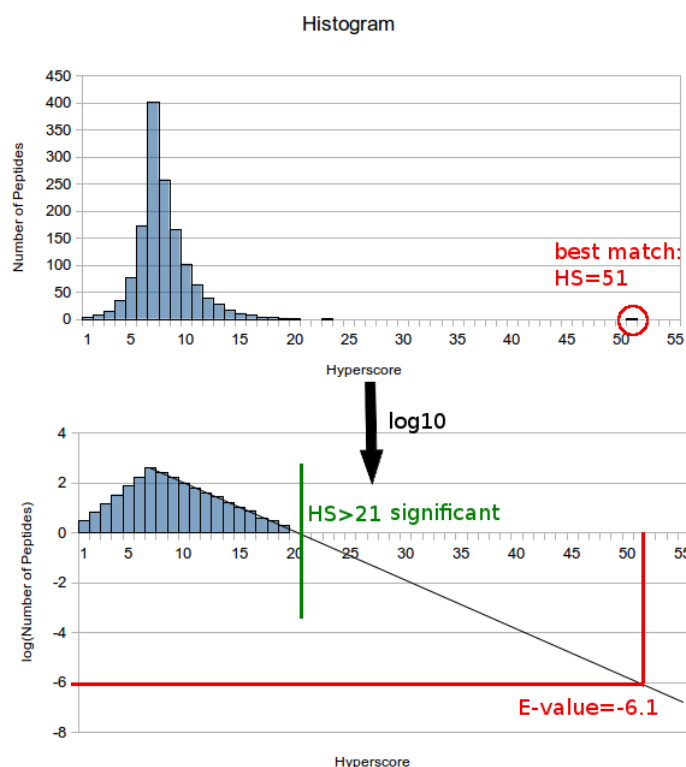 Histogram
450
400
350
300
250
200
150
100
50
0
Number of Peptides
best match:
HS=51
1 5 10 15 20 25 30 35 40 45 50 55
Hyperscore
log10
4
2
0
-2
-4
-6
-8
log(Number of Peptides)
HS>21 significant
1 5 10 15 20 25 30 35 40 45 50 55
E-value=-6.1
Hyperscore